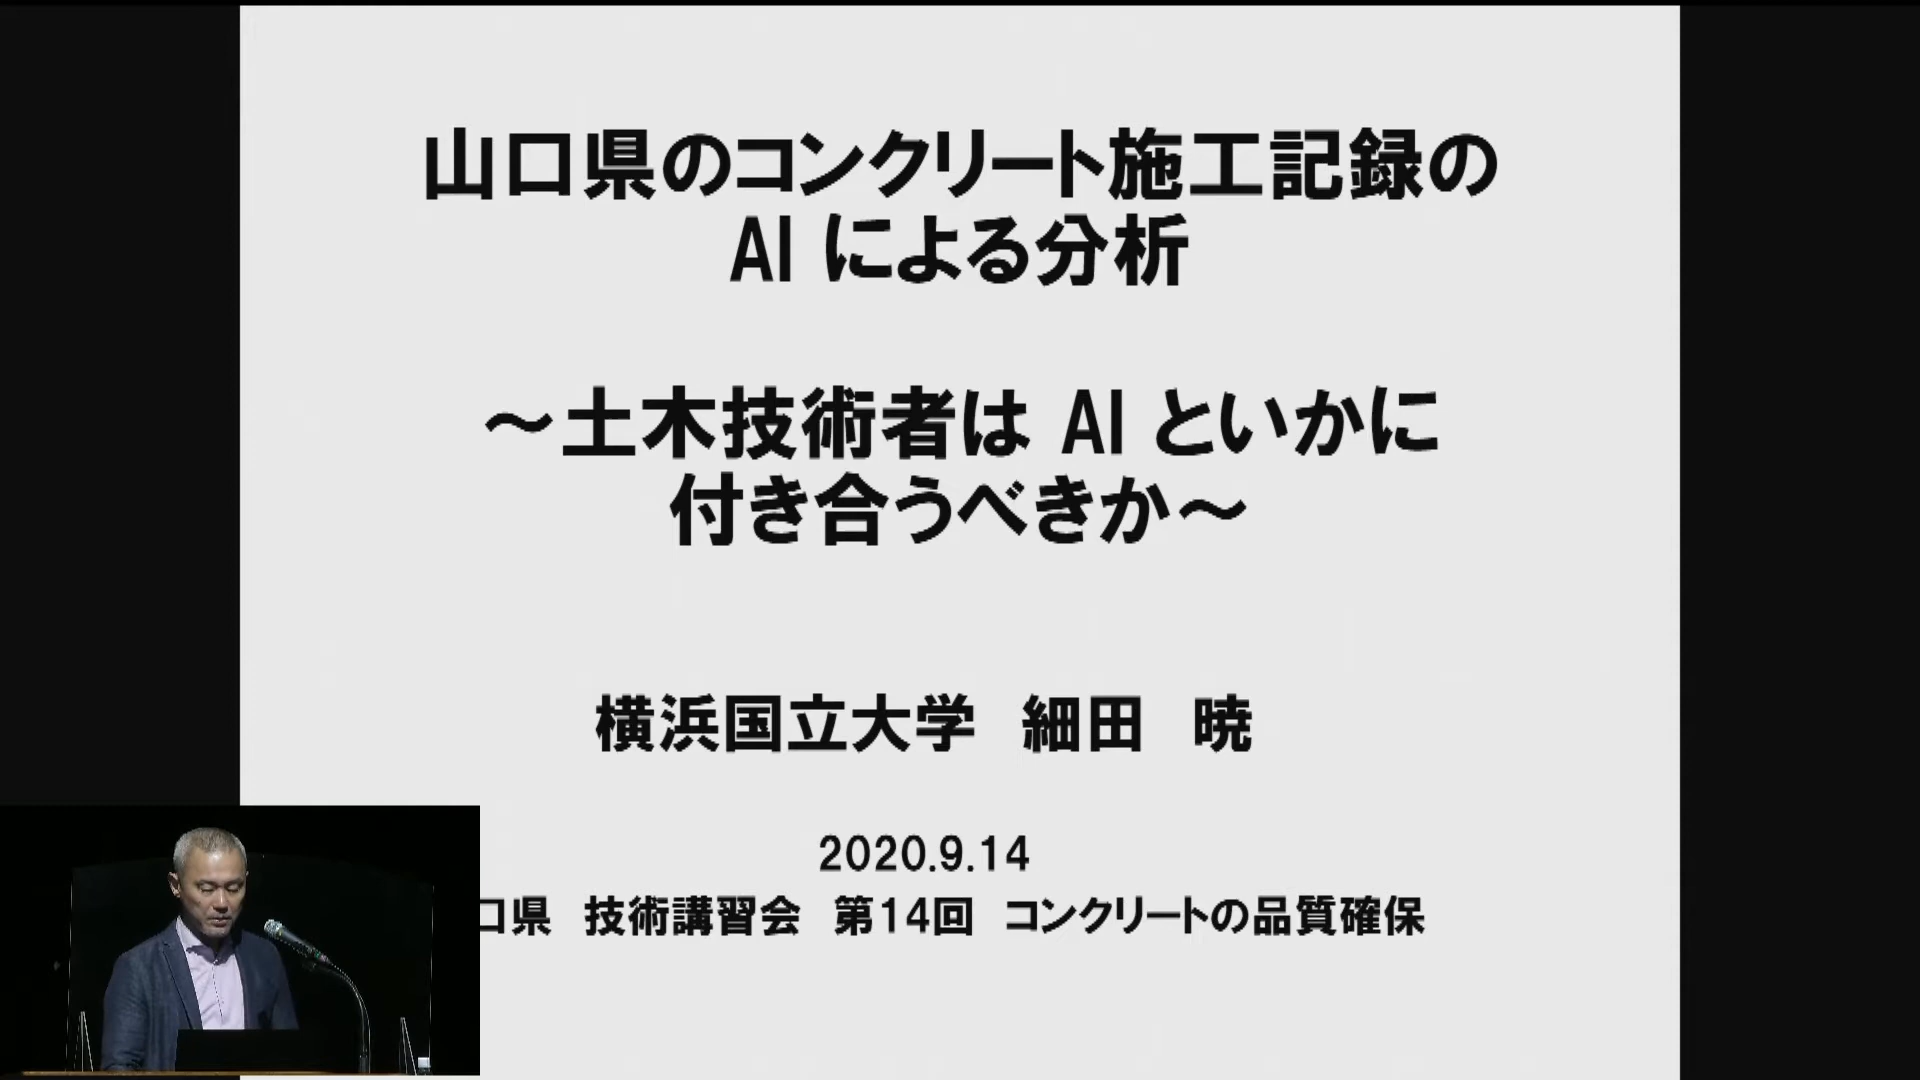 山口県のコンクリート施工記録の
AI による分析
～土木技術者は AI といかに
付き合うべきか～
横浜国立大学　細田　暁
2020.9.14
口県　技術講習会　第14回　コンクリートの品質確保